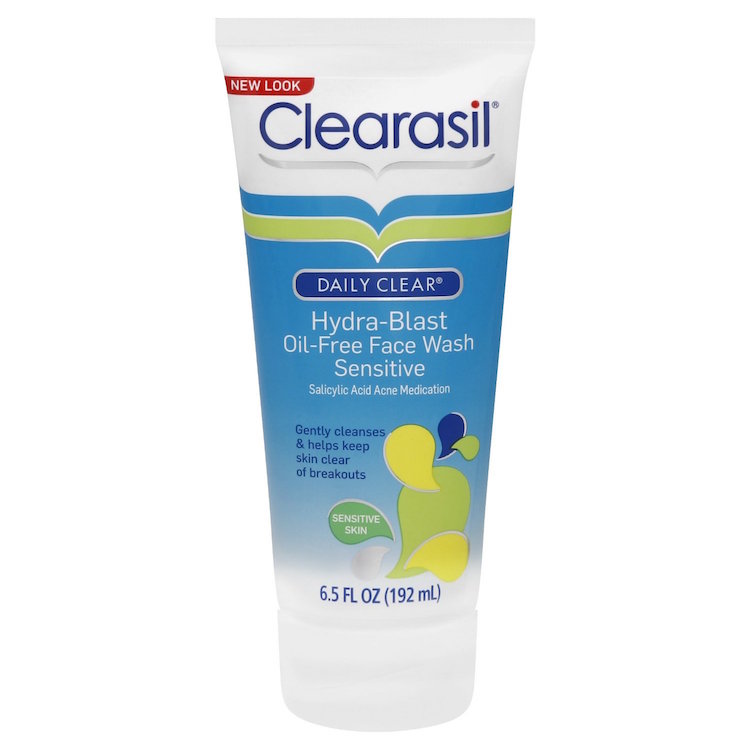 NEW LOOK
Clearasil®
DAILY CLEAR®
Hydra-Blast
Oil-Free Face Wash
Sensitive
Salicylic Acid Acne Medication
Gently cleanses
& helps keep
skin clear
of breakouts
SENSITIVE
SKIN
6.5 FL OZ (192 mL)